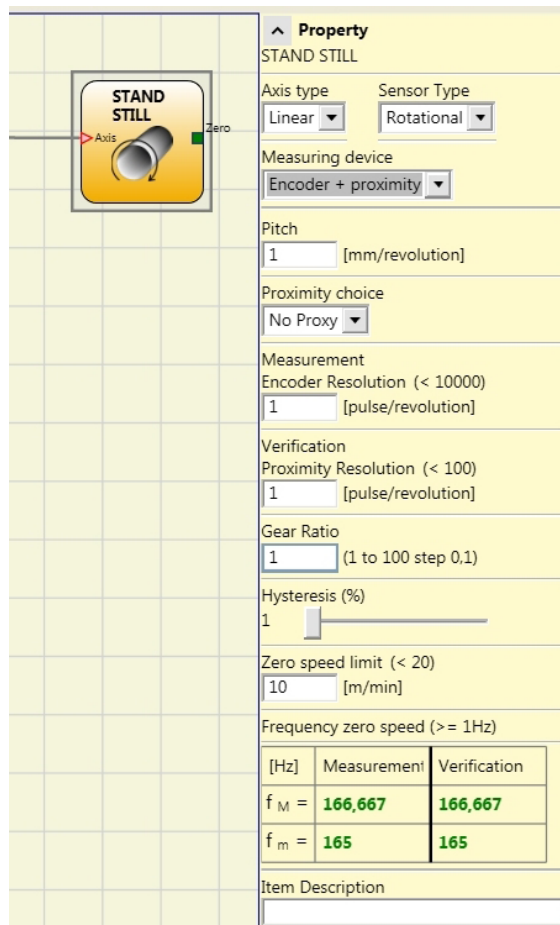 STAND
STILL
Axis
Zero
Property
STAND STILL
Axis type Sensor Type
Linear Rotational
Measuring device
Encoder + proximity
Pitch
1 [mm/revolution]
Proximity choice
No Proxy
Measurement
Encoder Resolution (< 10000)
1 [pulse/revolution]
Verification
Proximity Resolution (< 100)
1 [pulse/revolution]
Gear Ratio
1 (1 to 100 step 0,1)
Hysteresis (%)
1
Zero speed limit (< 20)
10 [m/min]
Frequency zero speed (>= 1Hz)
[Hz] Measurement Verification
f M = 166,667 166,667
f m = 165 165
Item Description